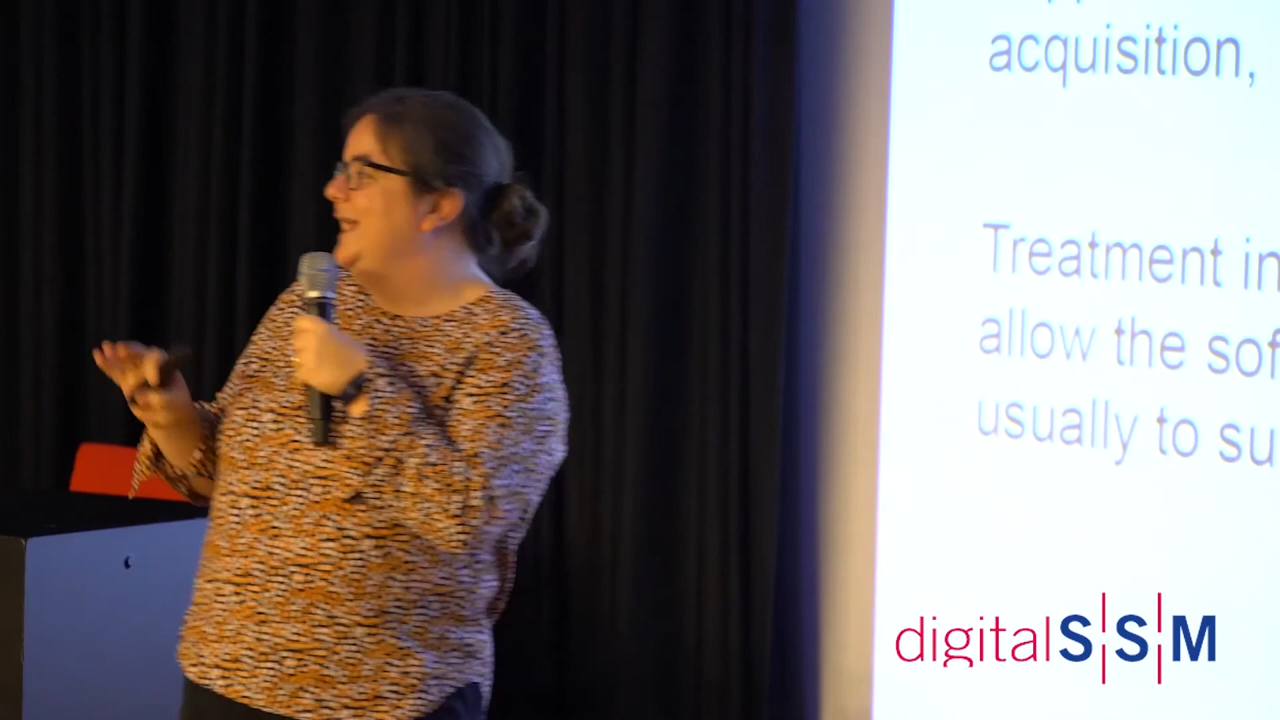 acquisition,
Treatment in
allow the sof
usually to su
digitalSSM